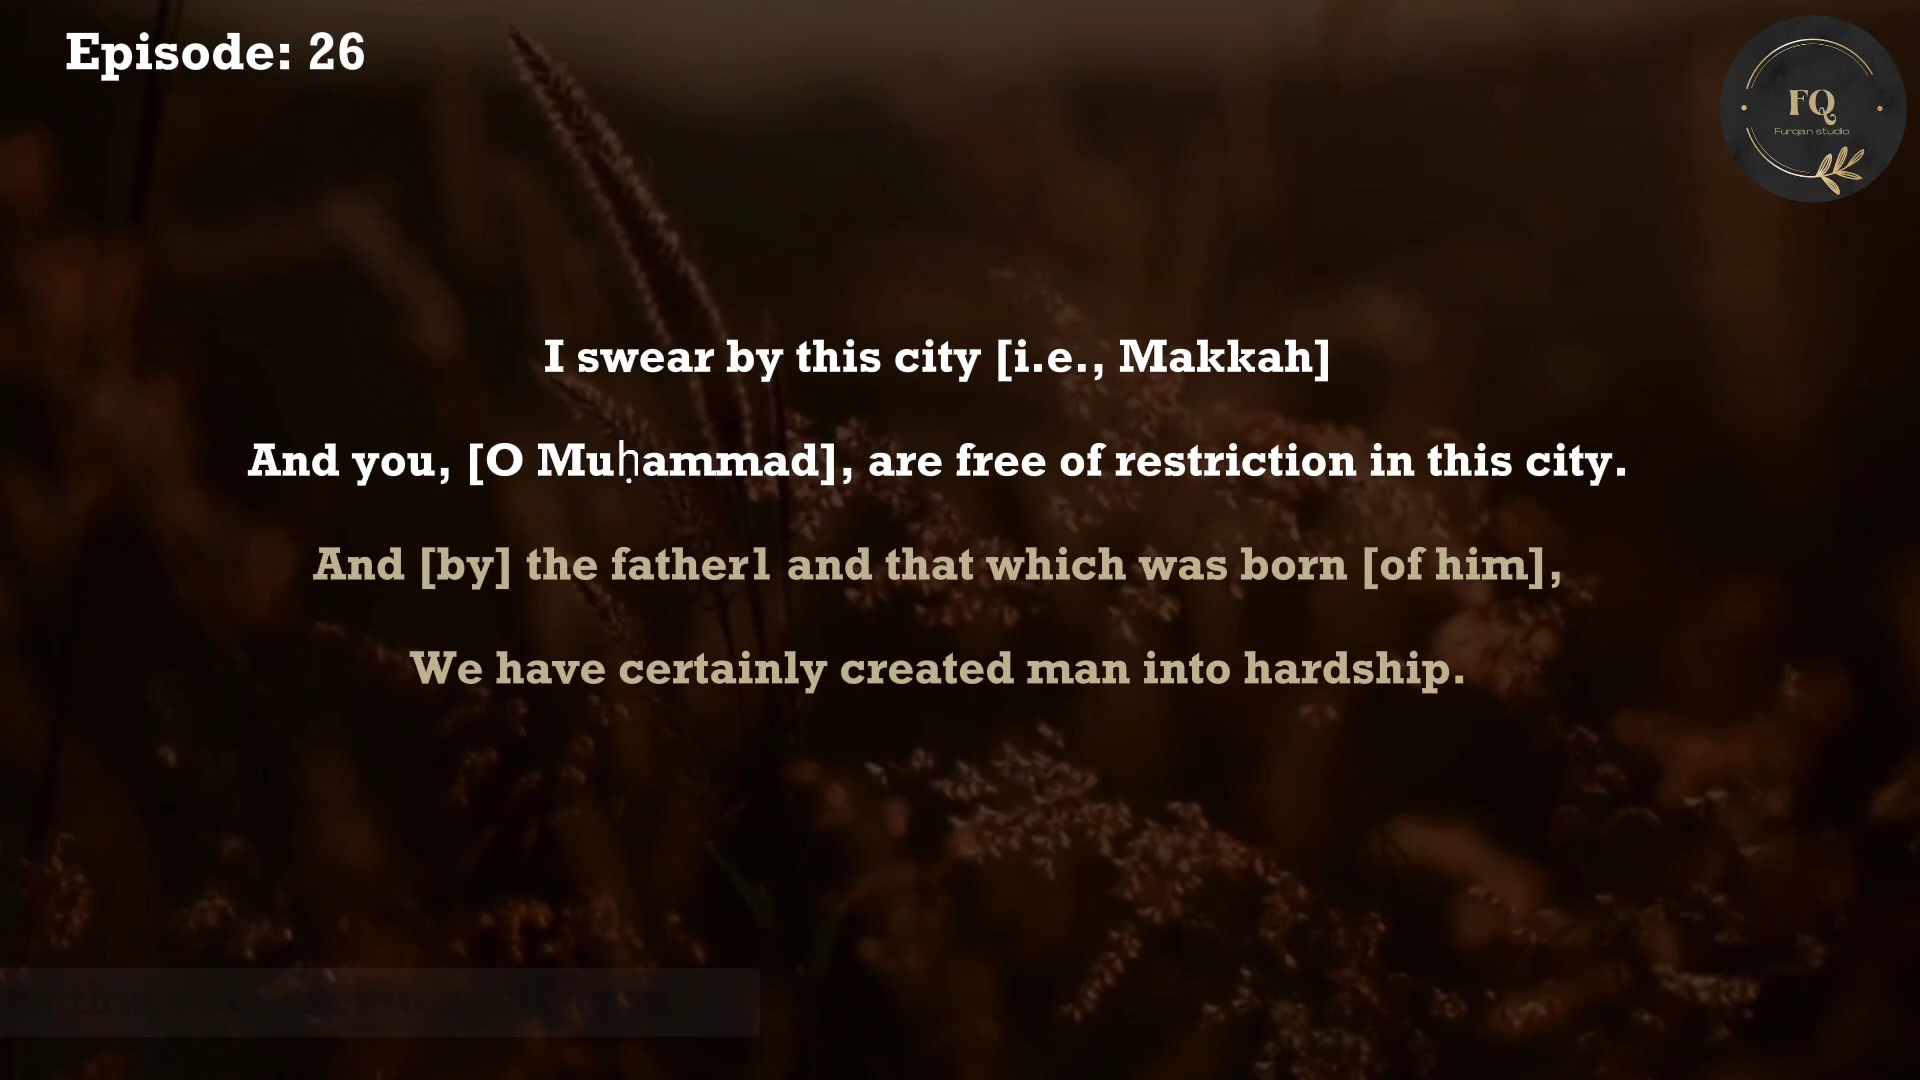 Episode: 26
FQ
Furqan studio
I swear by this city [i.e., Makkah]
And you, [O Muḥammad], are free of restriction in this city.
And [by] the father1 and that which was born [of him],
We have certainly created man into hardship.